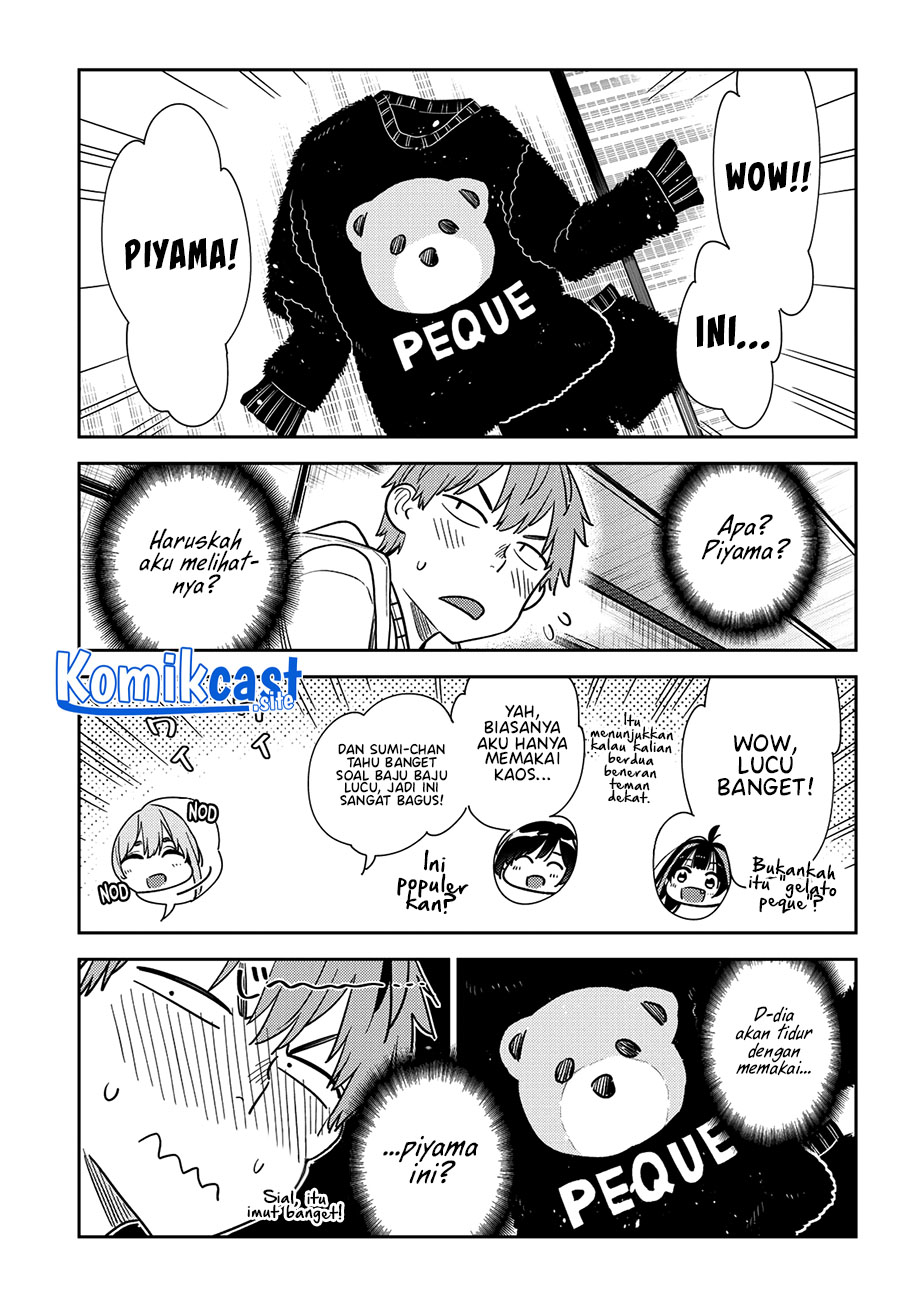 WOW!!
INI...
PIYAMA!
PEQUE
Apa?
Piyama?
Haruskah
aku melihat-
nya?
Komikcast
.site
WOW,
LUCU
BANGET!
Bukankah
itu "gelato
peque"?
Itu
menunjukkan
kalau kalian
berdua
beneran
teman
dekat.
YAH,
BIASANYA
AKU HANYA
MEMAKAI
KAOS...
DAN SUMI-CHAN
TAHU BANGET
SOAL BAJU BAJU
LUCU, JADI INI
SANGAT BAGUS!
Ini
populer
kan?
NOD
NOD
ワイ
D-dia
akan tidur
dengan
memakai...
PEQUE
...piyama
ini?
Sial, itu
imut banget!